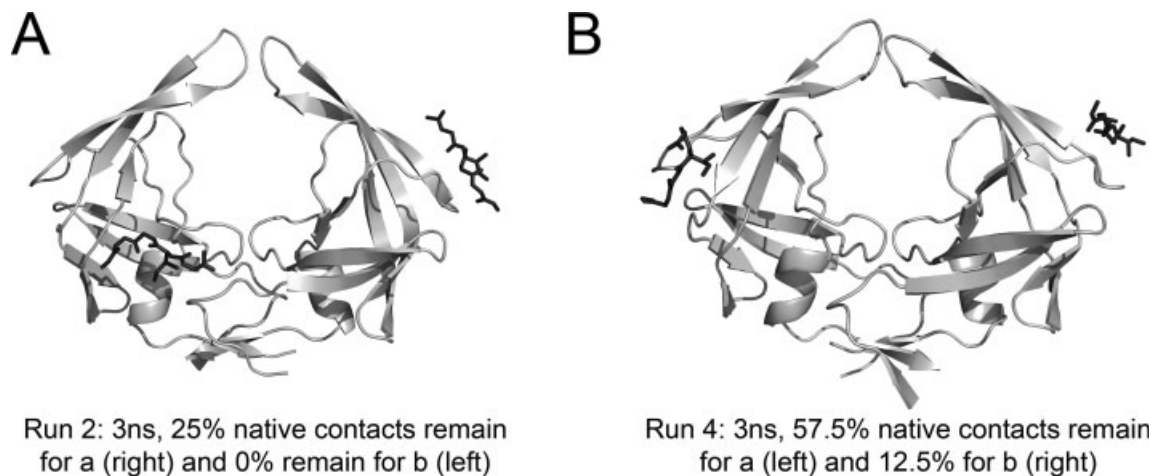 A
B
Run 2: 3ns, 25% native contacts remain
for a (right) and 0% remain for b (left)
Run 4: 3ns, 57.5% native contacts remain
for a (left) and 12.5% for b (right)